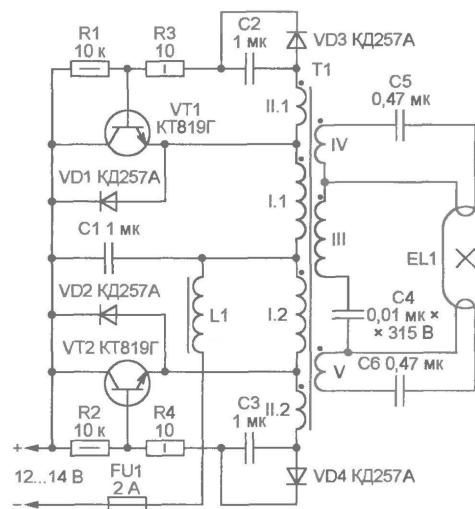 R1
10 к
R3
10
C2
1 мк
VD3 КД257А
T1
C5
0,47 мк
II.1
VT1
КТ819Г
IV
VD1 КД257А
I.1
C1 1 мк
III
EL1
VD2 КД257А
L1
C4
0,01 мк ×
× 315 В
I.2
VT2 КТ819Г
V
C6 0,47 мк
R2
10 к
R4
10
C3
1 мк
II.2
+
12...14 В
FU1
2 А
VD4 КД257А
−